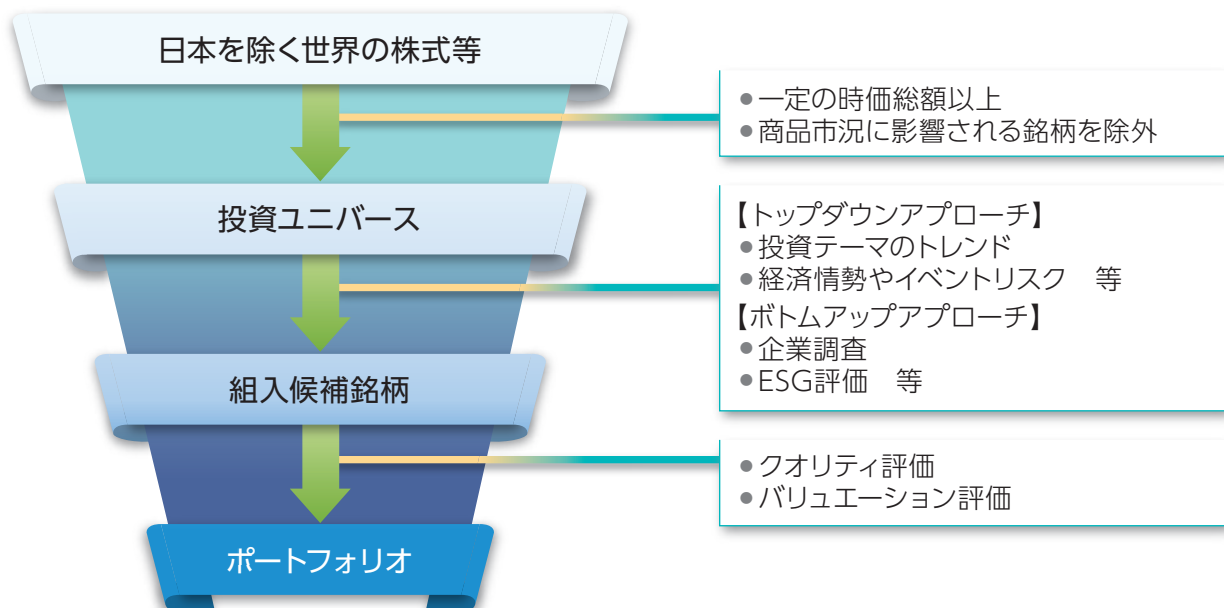 日本を除く世界の株式等
●一定の時価総額以上
●商品市況に影響される銘柄を除外
投資ユニバース
【トップダウンアプローチ】
●投資テーマのトレンド
●経済情勢やイベントリスク　等
【ボトムアップアプローチ】
●企業調査
●ESG評価　等
組入候補銘柄
●クオリティ評価
●バリュエーション評価
ポートフォリオ